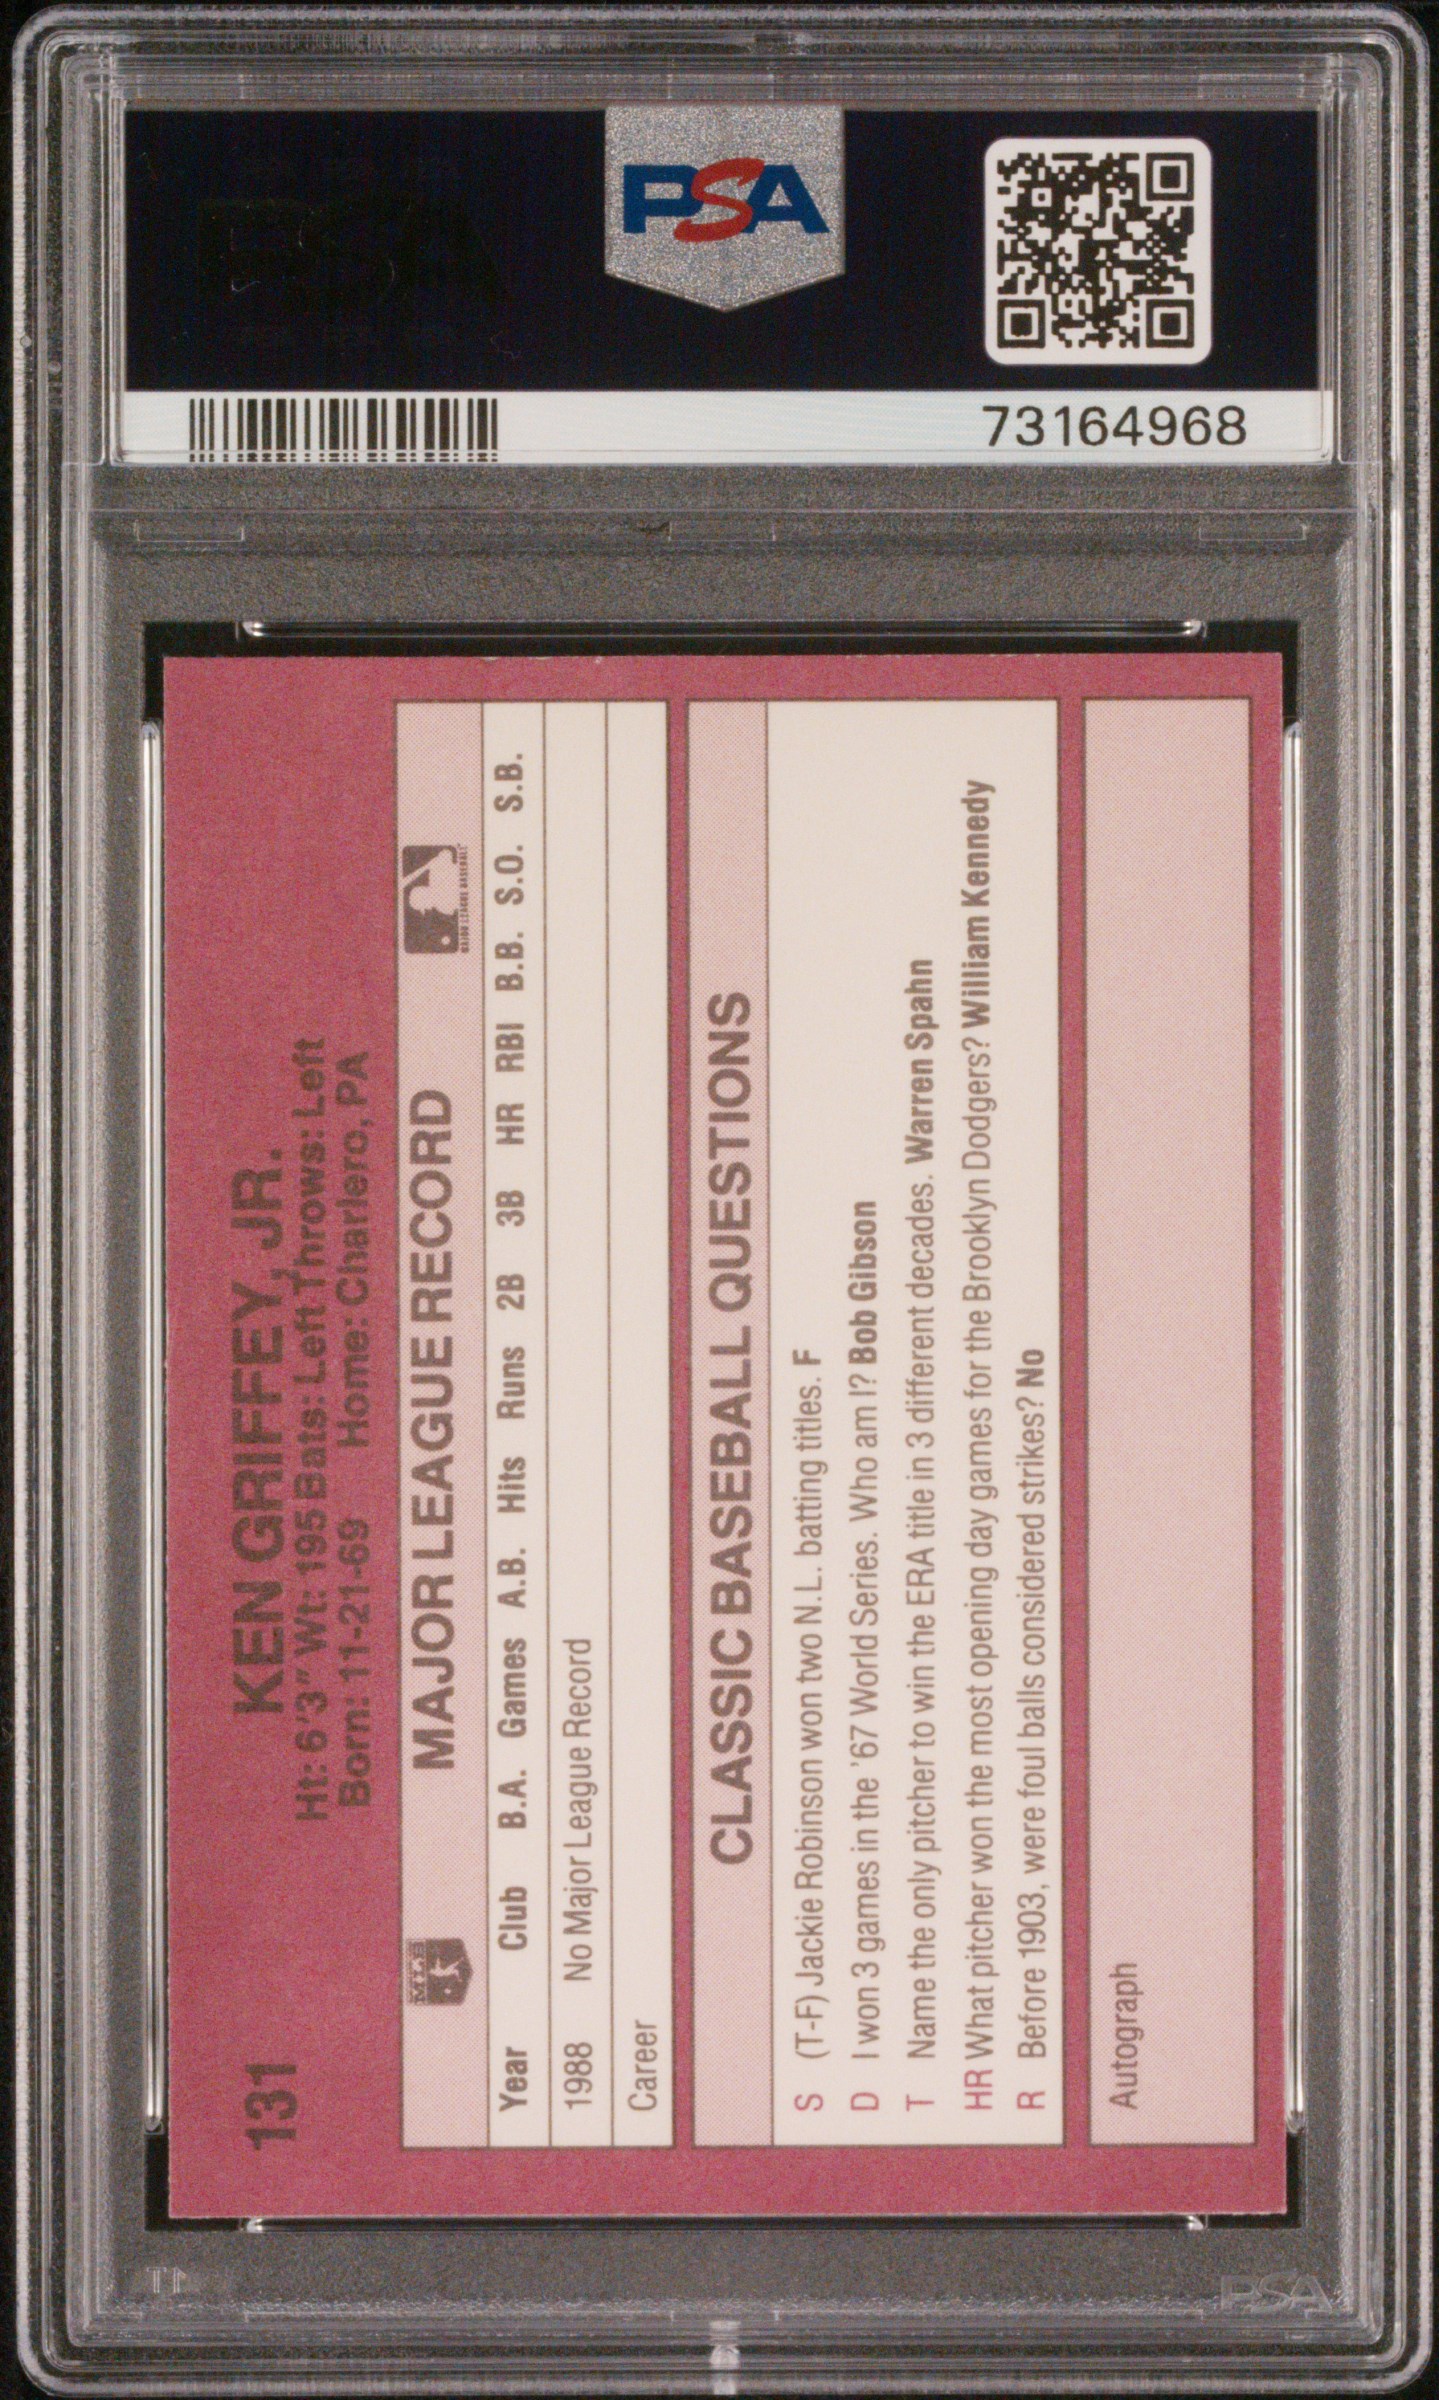 PSA
73164968
131
KEN GRIFFEY, JR.
Ht: 6'3" Wt: 195 Bats: Left Throws: Left
Born: 11-21-69 Home: Charlero, PA
MLB
MAJOR LEAGUE RECORD
MAJOR LEAGUE BASEBALL
Year Club B.A. Games A.B. Hits Runs 2B 3B HR RBI B.B. S.O. S.B.
1988 No Major League Record
Career
CLASSIC BASEBALL QUESTIONS
S (T-F) Jackie Robinson won two N.L. batting titles. F
D I won 3 games in the '67 World Series. Who am I? Bob Gibson
T Name the only pitcher to win the ERA title in 3 different decades. Warren Spahn
HR What pitcher won the most opening day games for the Brooklyn Dodgers? William Kennedy
R Before 1903, were foul balls considered strikes? No
Autograph
PSA